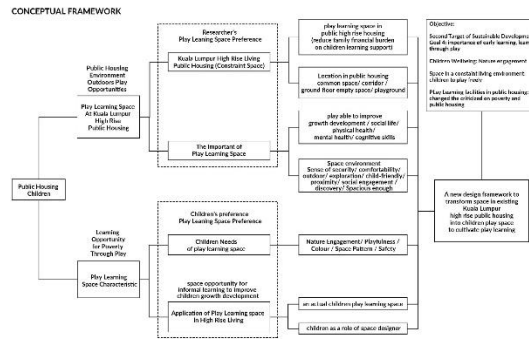 CONCEPTUAL FRAMEWORK
Public Housing
Children
Public Housing
Environment
Outdoors Play
Opportunities
Play Learning Space
At Kuala Lumpur
High Rise
Public Housing
Learning
Opportunity
for Poverty
Through Play
Play Learning
Space Characteristic
Researcher's
Play Learning Space Preference
Kuala Lumpur High Rise Living
Public Housing (Constraint Space)
The Important of
Play Learning Space
Children's preference
Play Learning Space Preference
Children Needs
of play learning space
space opportunity for
informal learning to improve
children growth development
Application of Play Learning space
in High Rise Living
play learning space in
public high rise housing
(reduce family financial burden
on children learning support)
Location in public housing
common space/ corridor/
ground floor empty space/ playground
play able to improve
growth development / social life/
physical health/
mental health/ cognitive skills
Space environment
Sense of security/ comfortability/
outdoor/ exploration/ child-friendly/
proximity/ social engagement/
discovery/ Spacious enough
Nature Engagement/ Playfulness /
Colour / Space Pattern / Safety
an actual children play learning space
children as a role of space designer
Objective:
Second Target of Sustainable Developm
Goal 4: importance of early learning, learn
through play
Children Wellbeing: Nature engagement
Space in a constraint living environment
children to play freely
Play Learning facilities in public housing:
changed the criticized on poverty and
public housing
A new design framework to
transform space in existing
Kuala Lumpur
high rise public housing
into children play space
to cultivate play learning